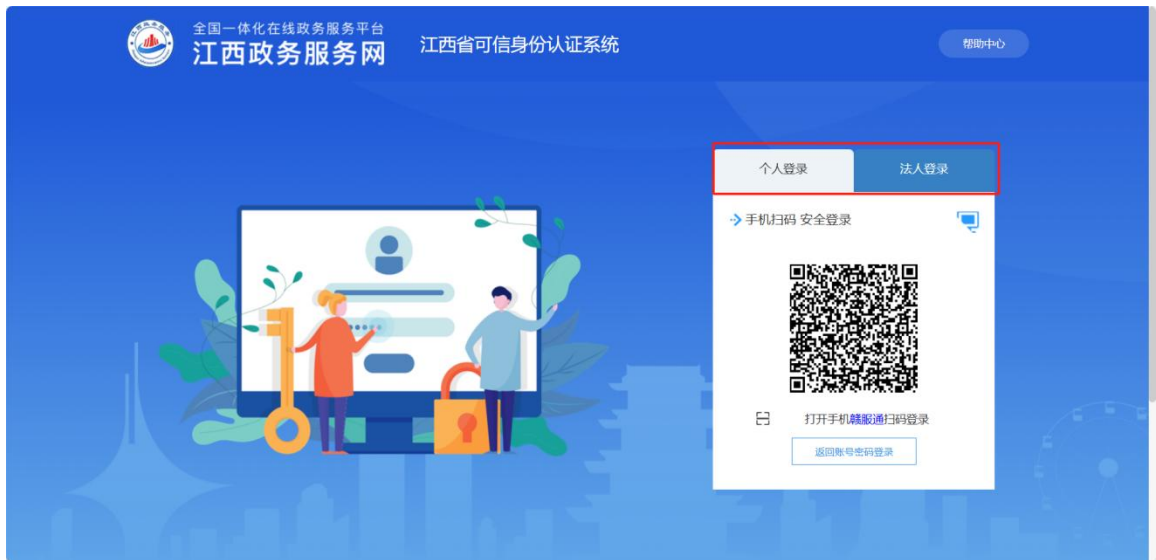 全国一体化在线政务服务平台
江西政务服务网
江西省可信身份认证系统
帮助中心
个人登录
法人登录
手机扫码 安全登录
打开手机赣服通扫码登录
返回账号密码登录